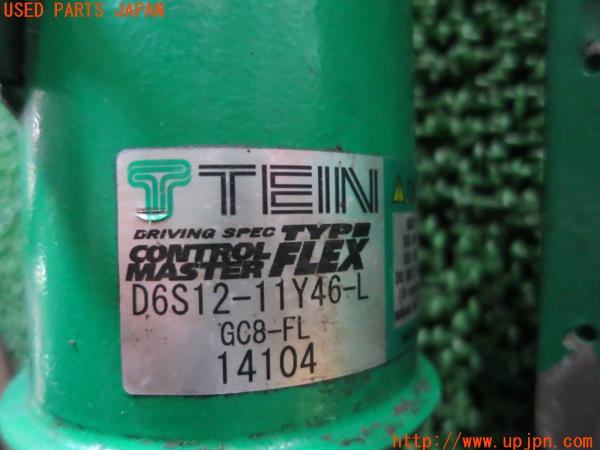 USED PARTS JAPAN
TEIN
DRIVING SPEC TYPE
CONTROL MASTER FLEX
D6S12-11Y46-L
GC8-FL
14104
http://www.upjpn.com/